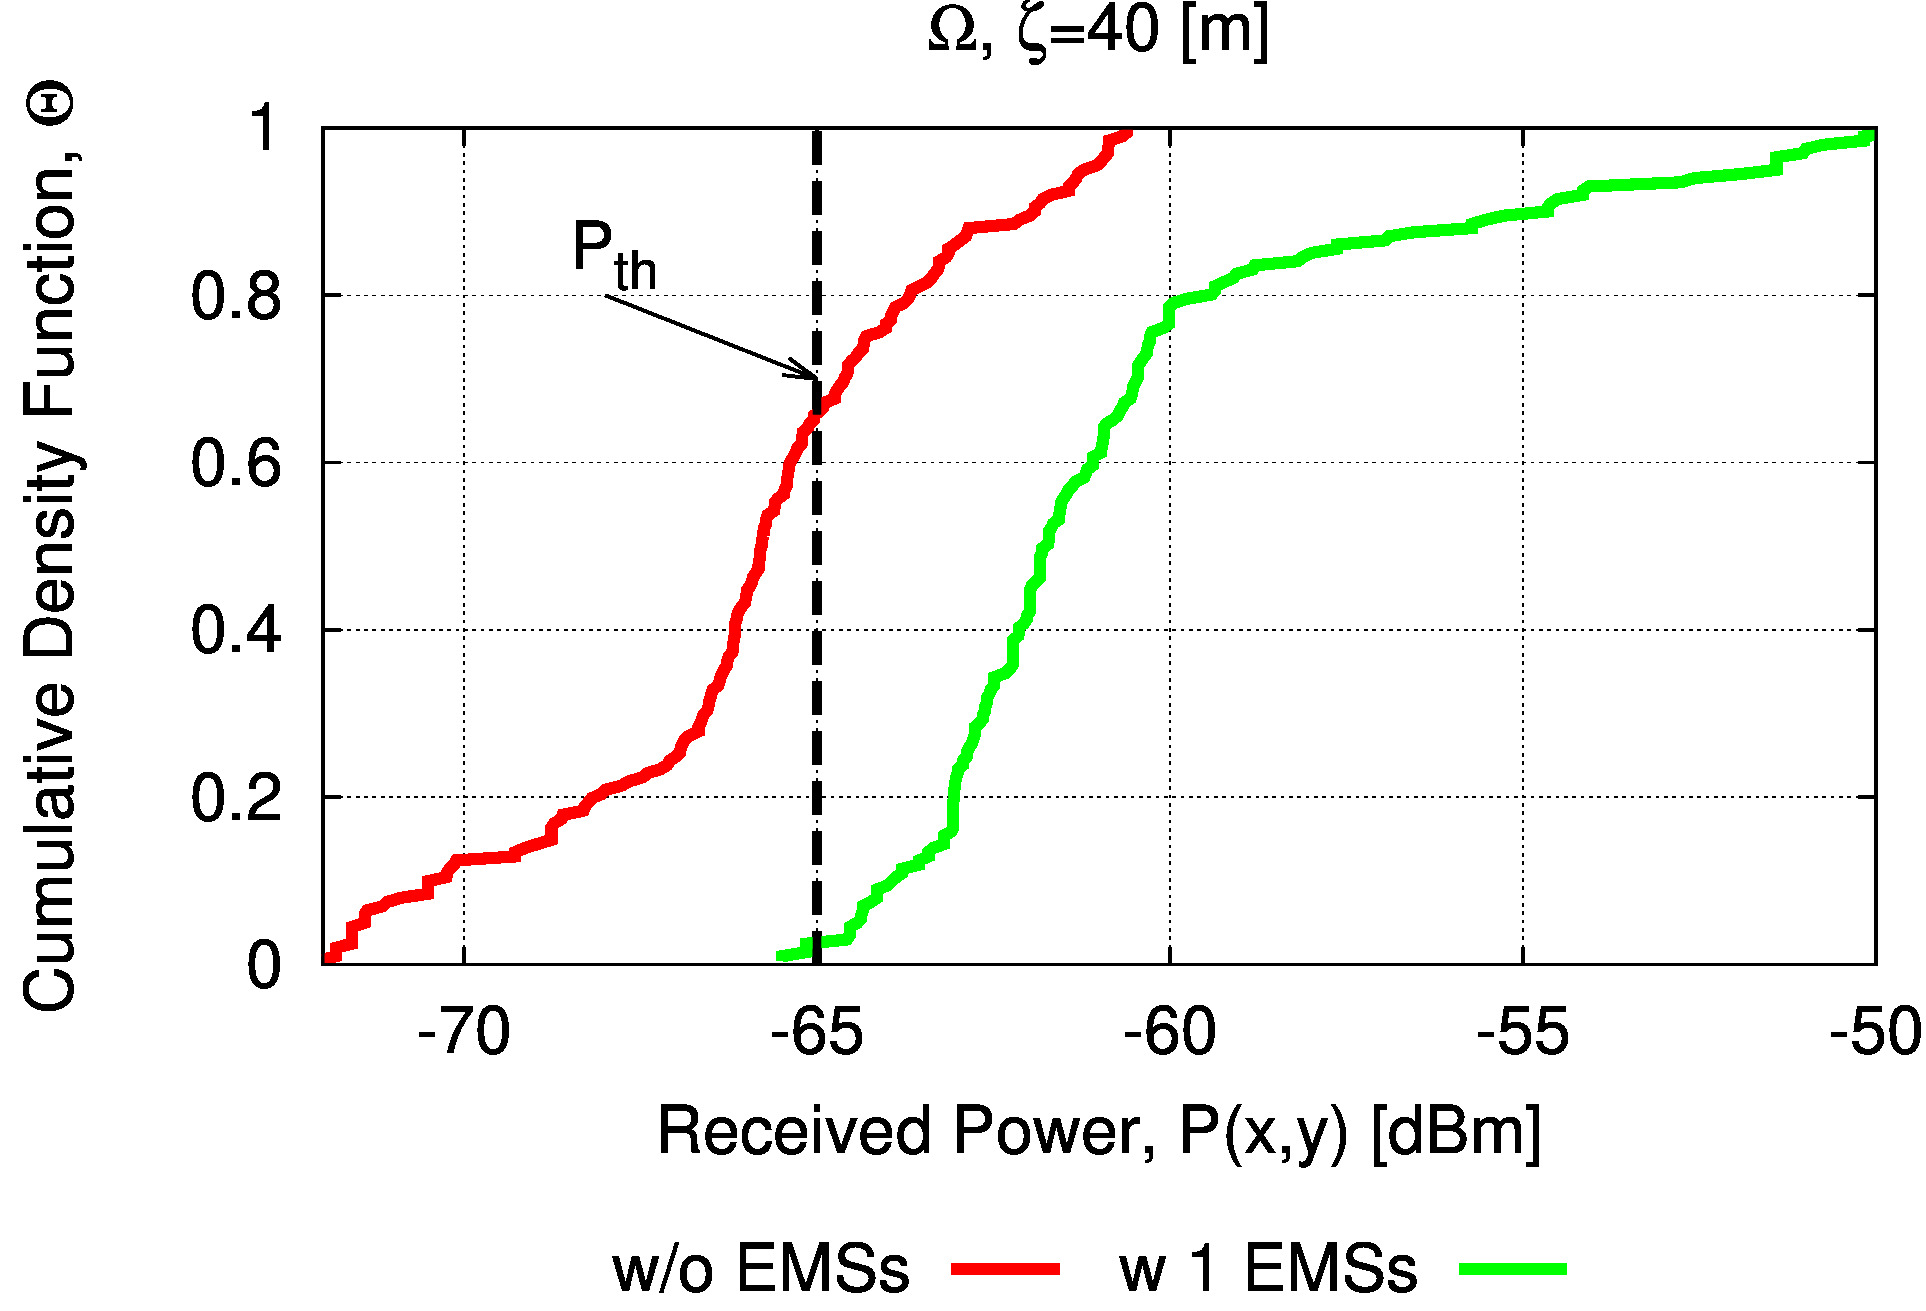 Ω, ζ=40 [m]
Cumulative Density Function, Θ
1
0.8
0.6
0.4
0.2
0
P_th
-70 -65 -60 -55 -50
Received Power, P(x,y) [dBm]
w/o EMSs w 1 EMSs